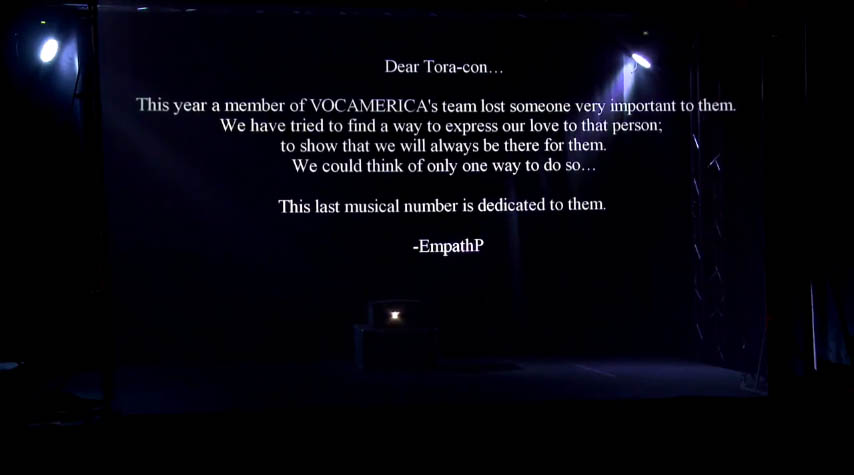 Dear Tora-con...
This year a member of VOCAMERICA's team lost someone very important to them.
We have tried to find a way to express our love to that person;
to show that we will always be there for them.
We could think of only one way to do so...
This last musical number is dedicated to them.
-EmpathP